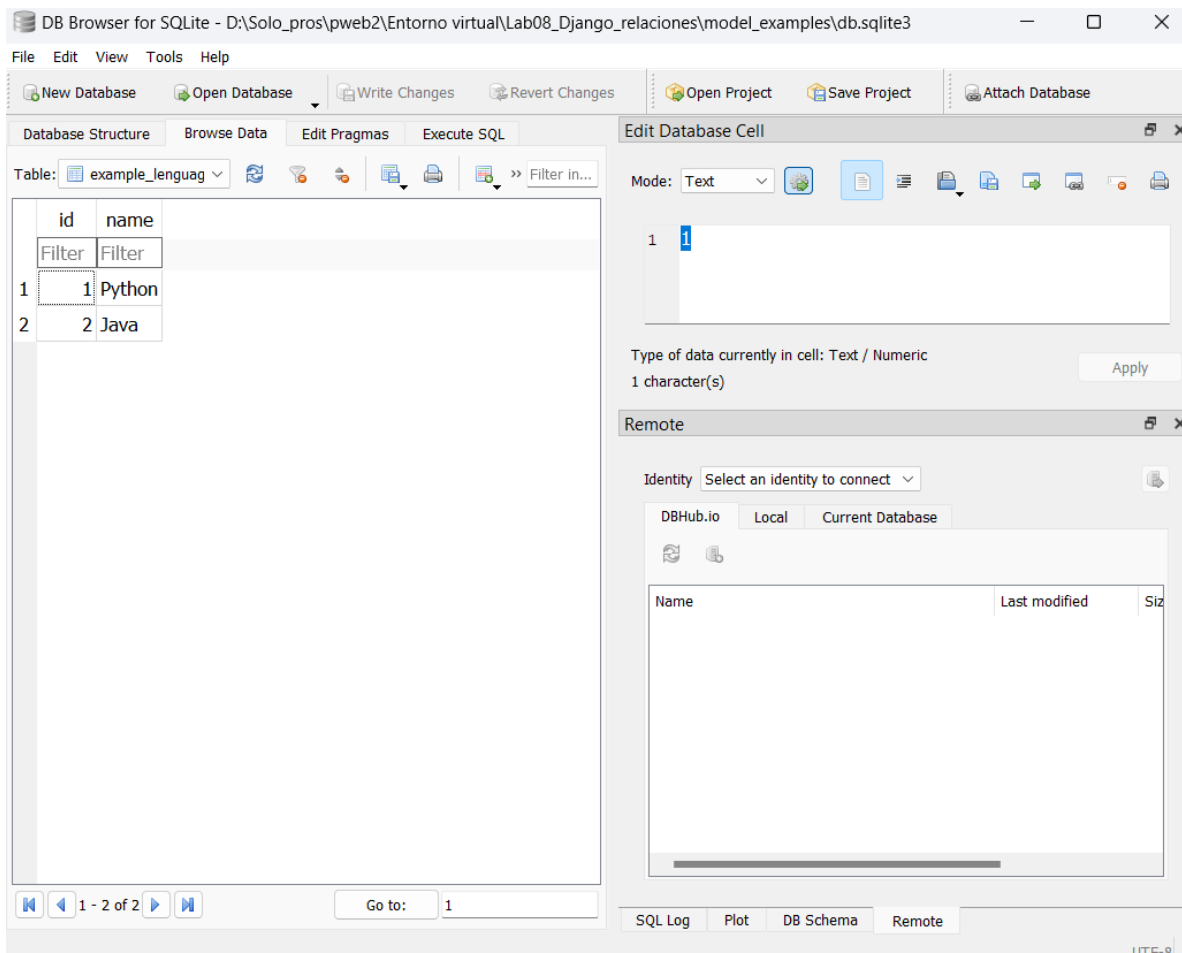 DB Browser for SQLite - D:\Solo_pros\pweb2\Entorno virtual\Lab08_Django_relaciones\model_examples\db.sqlite3
File Edit View Tools Help
New Database Open Database Write Changes Revert Changes Open Project Save Project Attach Database
Database Structure Browse Data Edit Pragmas Execute SQL
Table: example_lenguag » Filter in...
id name
Filter Filter
1 1 Python
2 2 Java
1 - 2 of 2 Go to: 1
Edit Database Cell
Mode: Text
1 1
Type of data currently in cell: Text / Numeric
1 character(s)
Apply
Remote
Identity Select an identity to connect
DBHub.io Local Current Database
Name Last modified Siz
SQL Log Plot DB Schema Remote
UTF-8